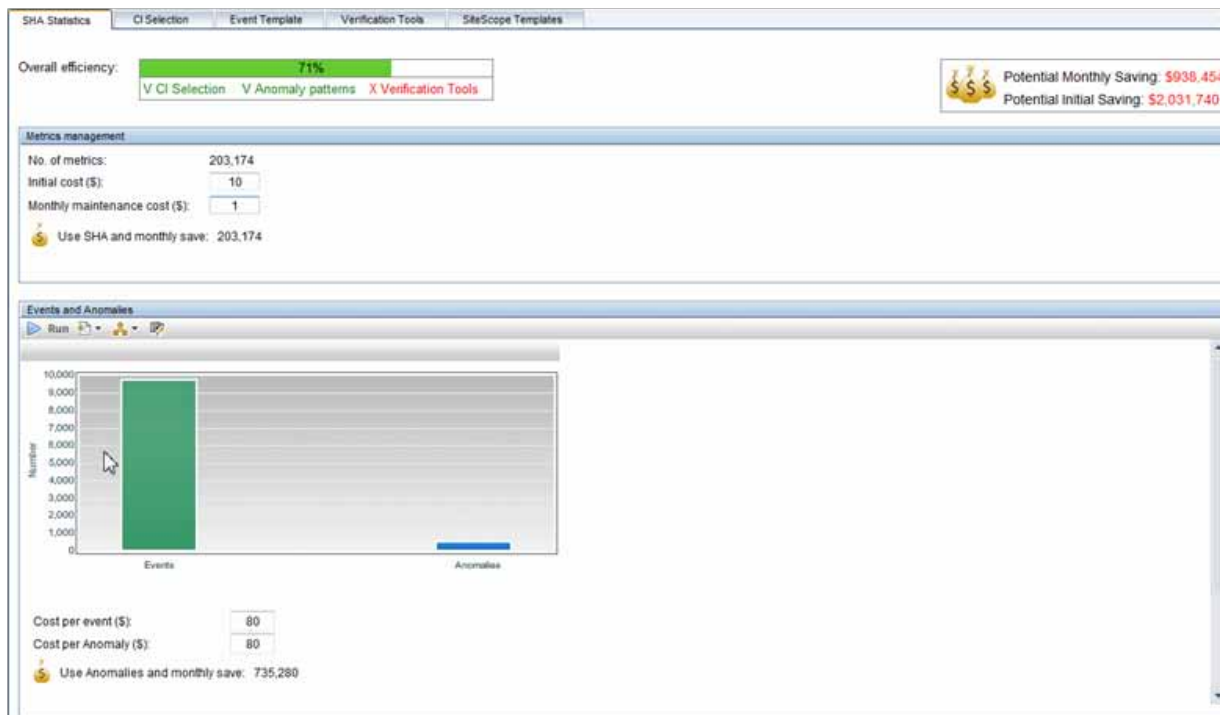 SHA Statistics CI Selection Event Template Verification Tools SiteScope Templates
Overall efficiency: 71%
V CI Selection V Anomaly patterns X Verification Tools
Potential Monthly Saving: $938,454
Potential Initial Saving: $2,031,740
Metrics management
No. of metrics: 203,174
Initial cost ($): 10
Monthly maintenance cost ($): 1
Use SHA and monthly save: 203,174
Events and Anomalies
Run
10,000
9,000
8,000
7,000
6,000
5,000
4,000
3,000
2,000
1,000
0
Number
Events Anomalies
Cost per event ($): 80
Cost per Anomaly ($): 80
Use Anomalies and monthly save: 735,280